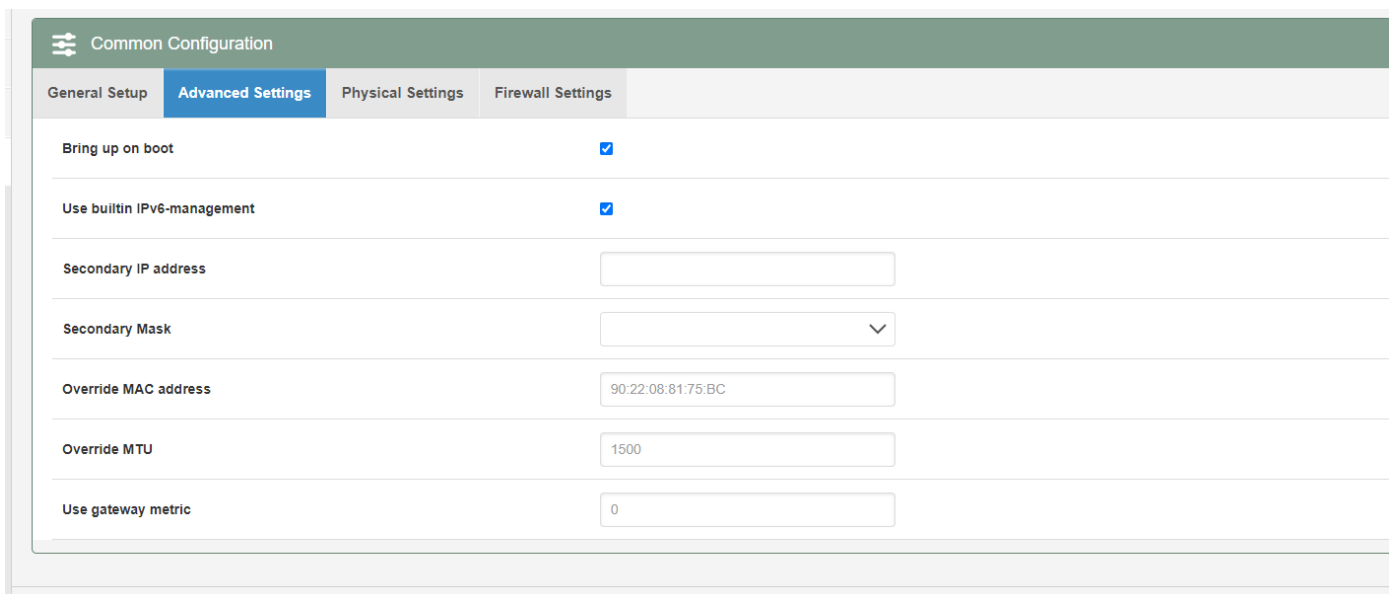 Common Configuration
General Setup Advanced Settings Physical Settings Firewall Settings
Bring up on boot
Use builtin IPv6-management
Secondary IP address
Secondary Mask
Override MAC address 90:22:08:81:75:BC
Override MTU 1500
Use gateway metric 0